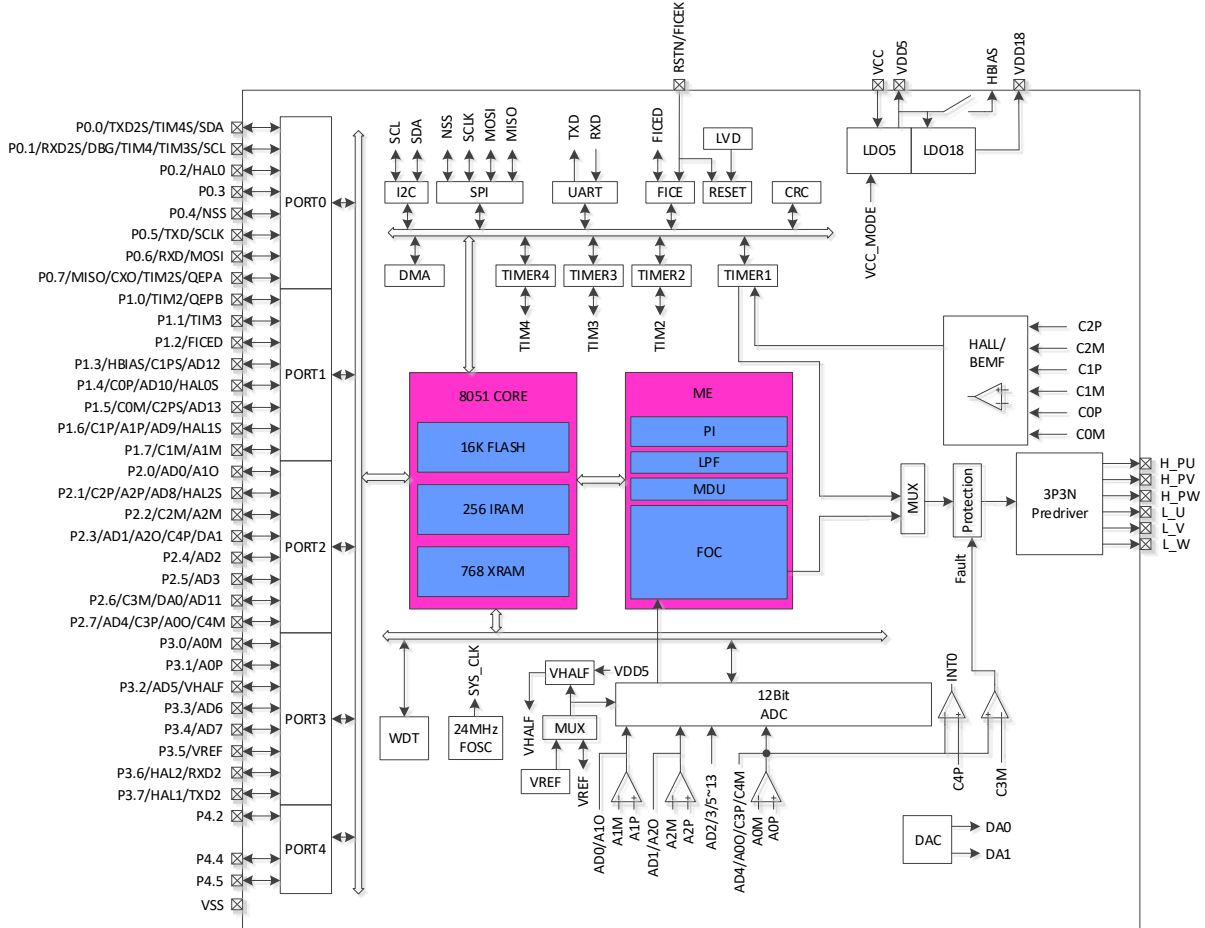 RSTN/FICEK
VCC
VDD5
HBIAS
VDD18
P0.0/TXD2S/TIM4S/SDA
P0.1/RXD2S/DBG/TIM4/TIM3S/SCL
P0.2/HAL0
P0.3
P0.4/NSS
P0.5/TXD/SCLK
P0.6/RXD/MOSI
P0.7/MISO/CXO/TIM2S/QEPA
P1.0/TIM2/QEPB
P1.1/TIM3
P1.2/FICED
P1.3/HBIAS/C1PS/AD12
P1.4/C0P/AD10/HAL0S
P1.5/C0M/C2PS/AD13
P1.6/C1P/A1P/AD9/HAL1S
P1.7/C1M/A1M
P2.0/AD0/A1O
P2.1/C2P/A2P/AD8/HAL2S
P2.2/C2M/A2M
P2.3/AD1/A2O/C4P/DA1
P2.4/AD2
P2.5/AD3
P2.6/C3M/DA0/AD11
P2.7/AD4/C3P/A0O/C4M
P3.0/A0M
P3.1/A0P
P3.2/AD5/VHALF
P3.3/AD6
P3.4/AD7
P3.5/VREF
P3.6/HAL2/RXD2
P3.7/HAL1/TXD2
P4.2
P4.4
P4.5
VSS
PORT0
PORT1
PORT2
PORT3
PORT4
SCL
SDA
NSS
SCLK
MOSI
MISO
TXD
RXD
FICED
LVD
I2C
SPI
UART
FICE
RESET
CRC
LDO5
LDO18
VCC_MODE
DMA
TIMER4
TIMER3
TIMER2
TIMER1
TIM4
TIM3
TIM2
HALL/
BEMF
C2P
C2M
C1P
C1M
C0P
C0M
8051 CORE
16K FLASH
256 IRAM
768 XRAM
ME
PI
LPF
MDU
FOC
MUX
Protection
Fault
3P3N
Predriver
H_PU
H_PV
H_PW
L_U
L_V
L_W
WDT
SYS_CLK
24MHz
FOSC
VHALF
VDD5
VHALF
MUX
VREF
VREF
12Bit
ADC
AD0/A1O
A1M
A1P
AD1/A2O
A2M
A2P
AD2/3/5~13
AD4/A0O/C3P/C4M
A0M
A0P
INT0
C4P
C3M
DAC
DA0
DA1